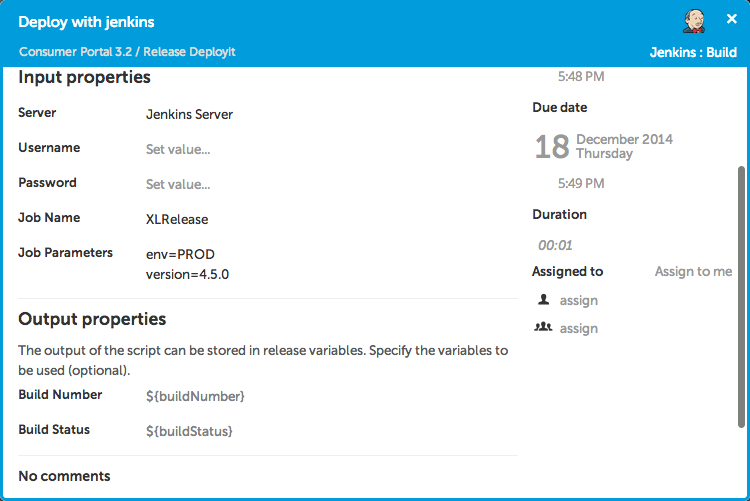 Deploy with jenkins
Consumer Portal 3.2 / Release DeployIt
Jenkins : Build
Input properties
Server
Jenkins Server
Username
Set value...
Password
Set value...
Job Name
XLRelease
Job Parameters
env=PROD
version=4.5.0
Output properties
The output of the script can be stored in release variables. Specify the variables to
be used (optional).
Build Number
${buildNumber}
Build Status
${buildStatus}
No comments
5:48 PM
Due date
18
December 2014
Thursday
5:49 PM
Duration
00:01
Assigned to
Assign to me
assign
assign